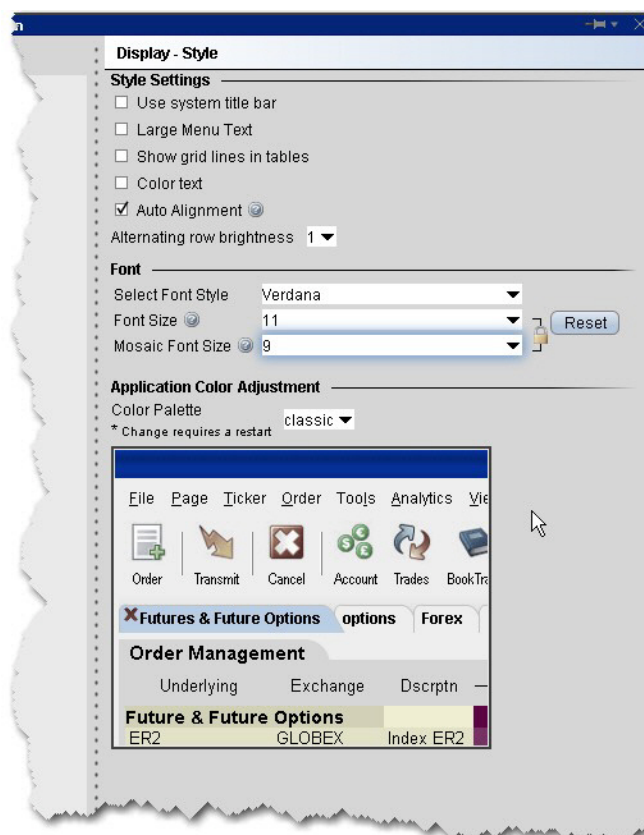 n
Display - Style
Style Settings
Use system title bar
Large Menu Text
Show grid lines in tables
Color text
Auto Alignment
Alternating row brightness 1
Font
Select Font Style Verdana
Font Size 11
Reset
Mosaic Font Size 9
Application Color Adjustment
Color Palette
classic
* Change requires a restart
File Page Ticker Order Tools Analytics Vie
Order Transmit Cancel Account Trades BookTra
Futures & Future Options options Forex
Order Management
Underlying Exchange Dscrptn
Future & Future Options
ER2 GLOBEX Index ER2